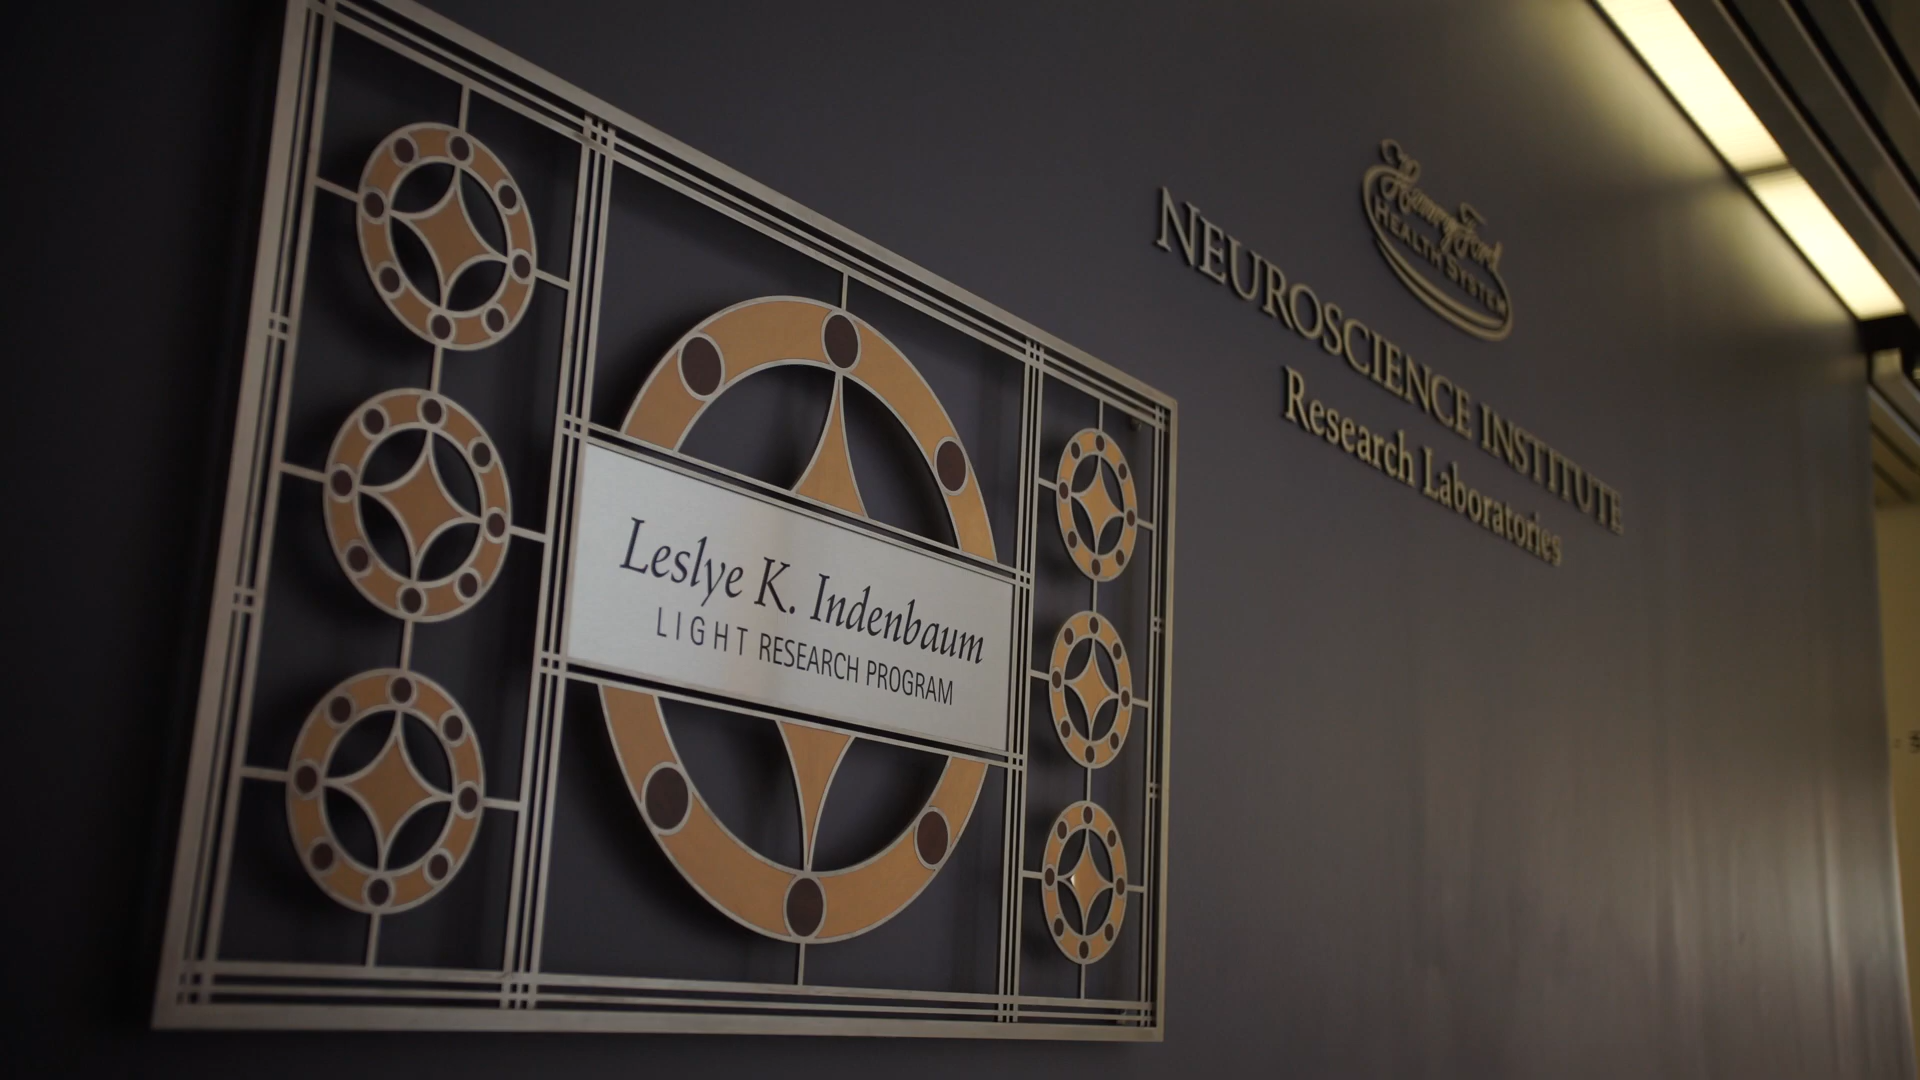 Leslye K. Indenbaum
LIGHT RESEARCH PROGRAM
Henry Ford
HEALTH SYSTEM
NEUROSCIENCE INSTITUTE
Research Laboratories